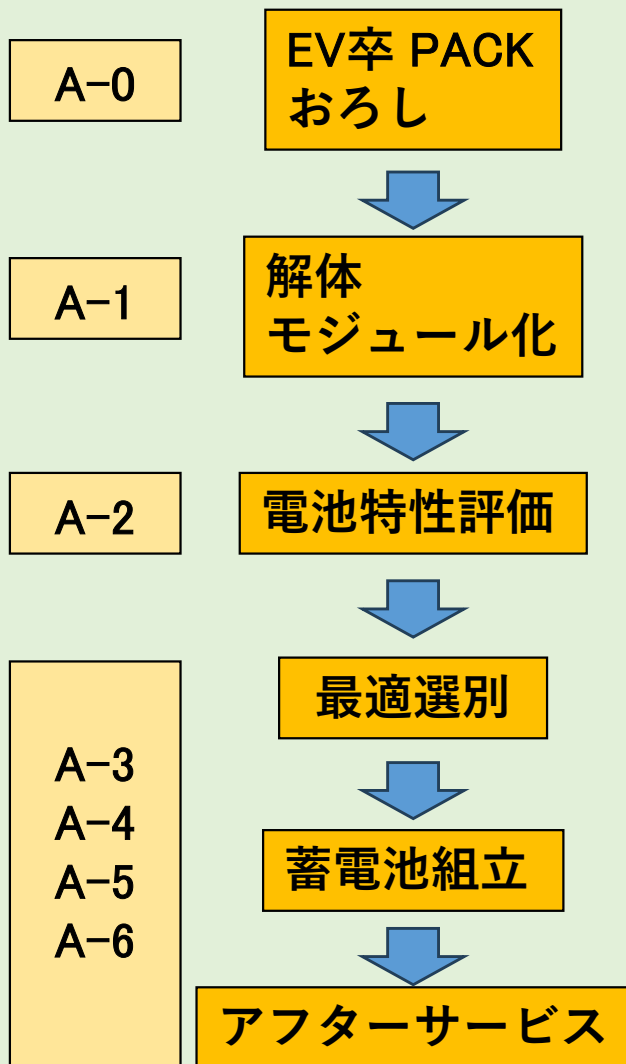 A-0
EV卒 PACK
おろし
A-1
解体
モジュール化
A-2
電池特性評価
最適選別
A-3
A-4
A-5
A-6
蓄電池組立
アフターサービス